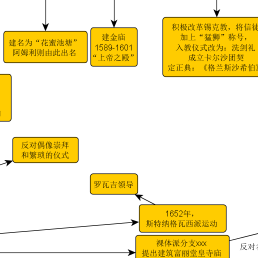 积极改革锡克教，将信徒
加上“猛狮”称号，
入教仪式改为：洗剑礼
成立卡尔沙团契
定正典:《格兰斯沙希伯
建名为“花蜜池塘”
阿姆利则由此出名
建金庙
1589-1601
“上帝之殿”
反对偶像崇拜
和繁琐的仪式
罗瓦吉领导
1652年，
斯特纳格瓦西派运动
裸体派分支xxx
提出建筑富丽堂皇寺庙
反对